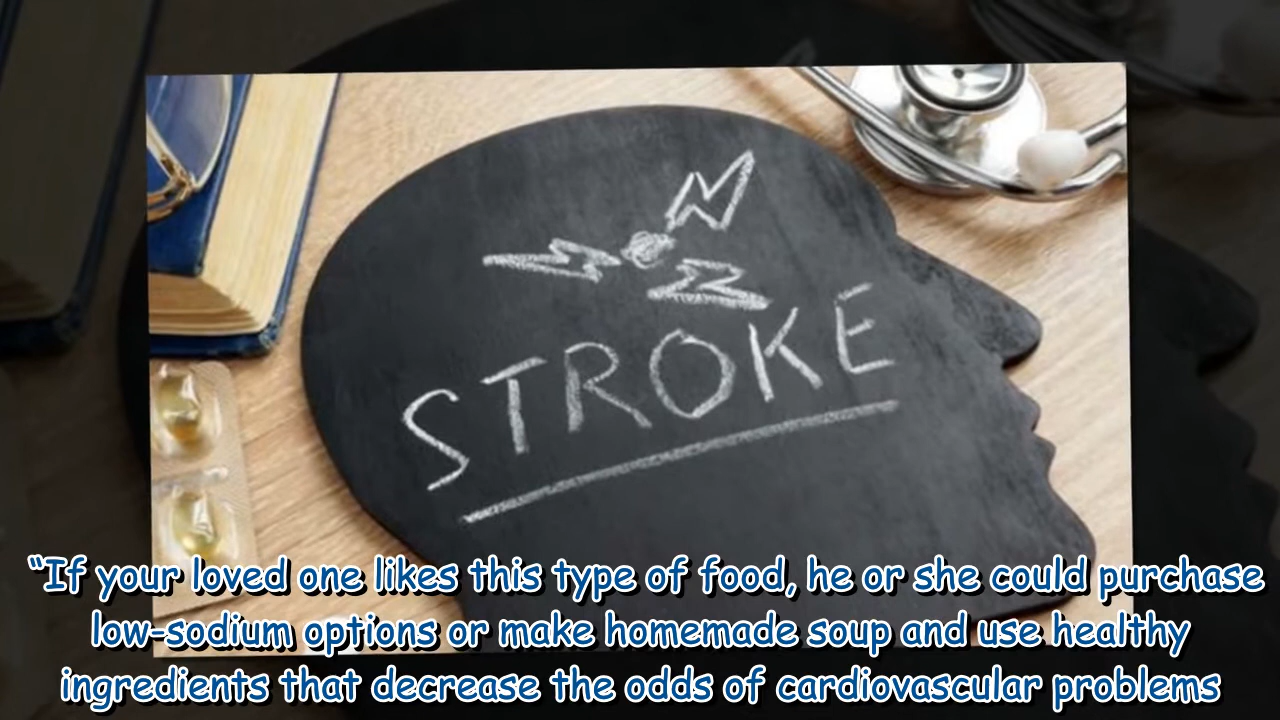 STROKE
“If your loved one likes this type of food, he or she could purchase
low-sodium options or make homemade soup and use healthy
ingredients that decrease the odds of cardiovascular problems